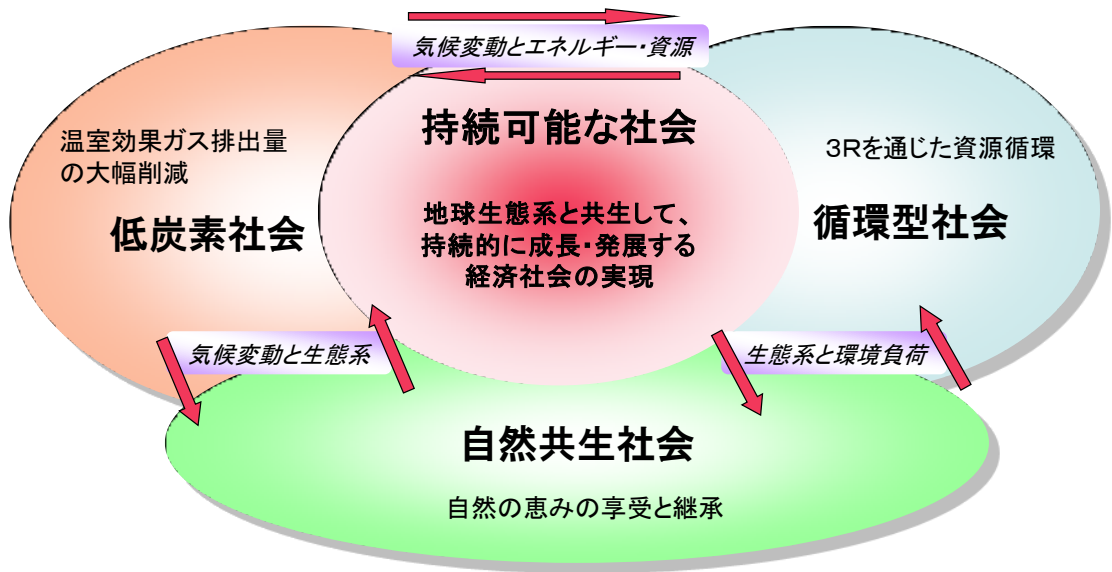 気候変動とエネルギー・資源
持続可能な社会
温室効果ガス排出量
の大幅削減
低炭素社会
3Rを通じた資源循環
循環型社会
地球生態系と共生して、
持続的に成長・発展する
経済社会の実現
気候変動と生態系
生態系と環境負荷
自然共生社会
自然の恵みの享受と継承